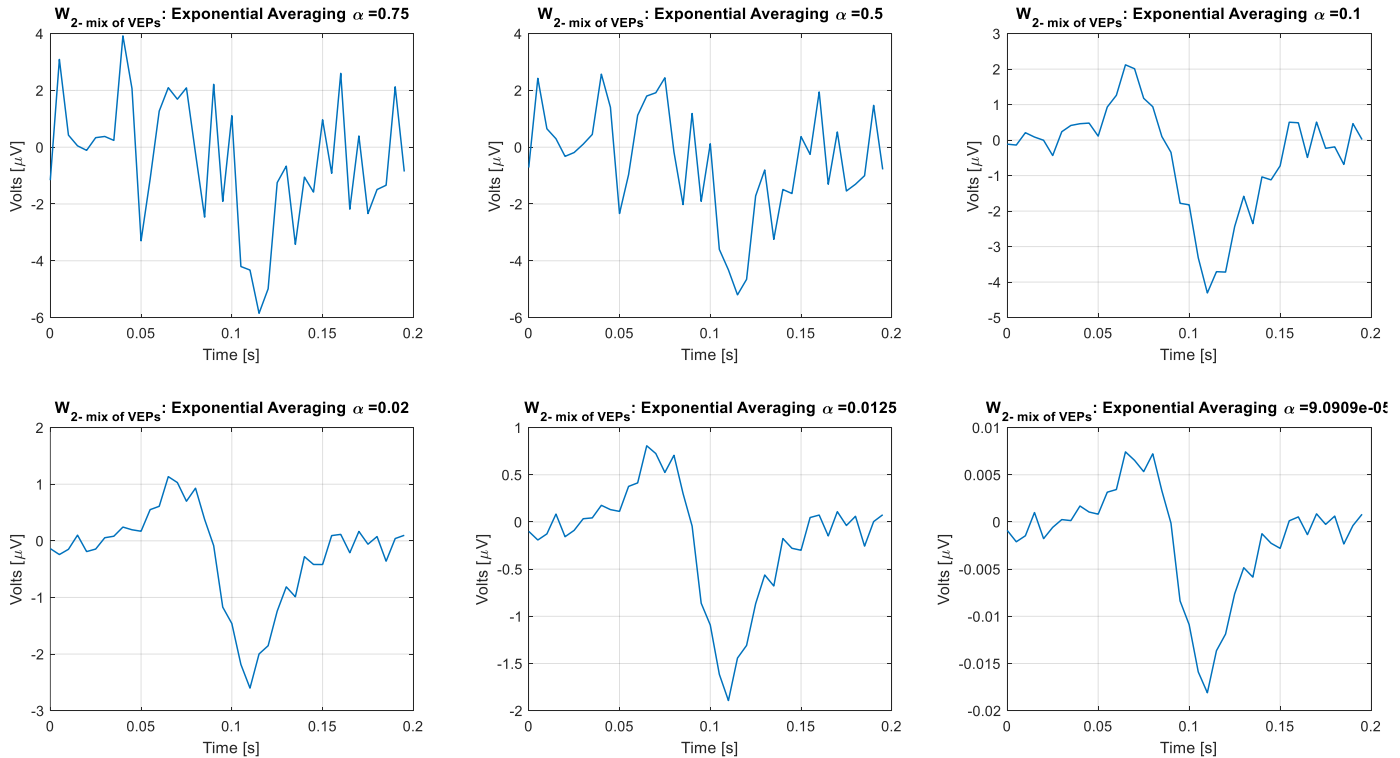 W2- mix of VEPs: Exponential Averaging α =0.75
4
2
0
-2
-4
-6
Volts [μV]
0 0.05 0.1 0.15 0.2
Time [s]
W2- mix of VEPs: Exponential Averaging α =0.5
4
2
0
-2
-4
-6
Volts [μV]
0 0.05 0.1 0.15 0.2
Time [s]
W2- mix of VEPs: Exponential Averaging α =0.1
3
2
1
0
-1
-2
-3
-4
-5
Volts [μV]
0 0.05 0.1 0.15 0.2
Time [s]
W2- mix of VEPs: Exponential Averaging α =0.02
2
1
0
-1
-2
-3
Volts [μV]
0 0.05 0.1 0.15 0.2
Time [s]
W2- mix of VEPs: Exponential Averaging α =0.0125
1
0.5
0
-0.5
-1
-1.5
-2
Volts [μV]
0 0.05 0.1 0.15 0.2
Time [s]
W2- mix of VEPs: Exponential Averaging α =9.0909e-05
0.01
0.005
0
-0.005
-0.01
-0.015
-0.02
Volts [μV]
0 0.05 0.1 0.15 0.2
Time [s]